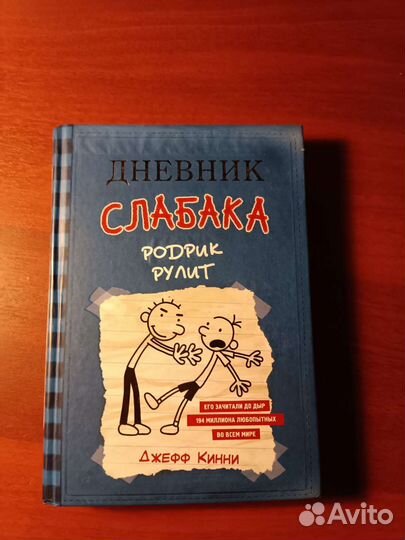 ДНЕВНИК
СЛАБАКА
РОДРИК
РУЛИТ
ЕГО ЗАЧИТАЛИ ДО ДЫР
194 МИЛЛИОНА ЛЮБОПЫТНЫХ
ВО ВСЕМ МИРЕ
ДЖЕФФ КИННИ
Avito